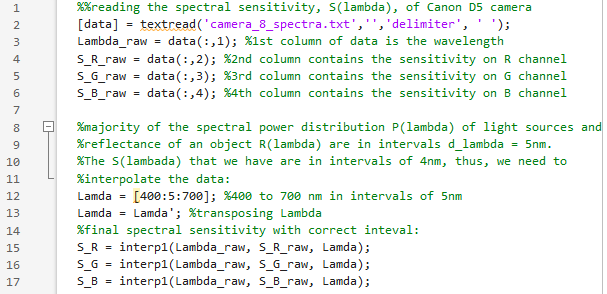 1 %%reading the spectral sensitivity, S(lambda), of Canon D5 camera
2 [data] = textread('camera_8_spectra.txt','','delimiter', ' ');
3 Lambda_raw = data(:,1); %1st column of data is the wavelength
4 S_R_raw = data(:,2); %2nd column contains the sensitivity on R channel
5 S_G_raw = data(:,3); %3rd column contains the sensitivity on G channel
6 S_B_raw = data(:,4); %4th column contains the sensitivity on B channel
7
8 %majority of the spectral power distribution P(lambda) of light sources and
9 %reflectance of an object R(lambda) are in intervals d_lambda = 5nm.
10 %The S(lambada) that we have are in intervals of 4nm, thus, we need to
11 %interpolate the data:
12 Lamda = [400:5:700]; %400 to 700 nm in intervals of 5nm
13 Lamda = Lamda'; %transposing Lambda
14 %final spectral sensitivity with correct inteval:
15 S_R = interp1(Lambda_raw, S_R_raw, Lamda);
16 S_G = interp1(Lambda_raw, S_G_raw, Lamda);
17 S_B = interp1(Lambda_raw, S_B_raw, Lamda);